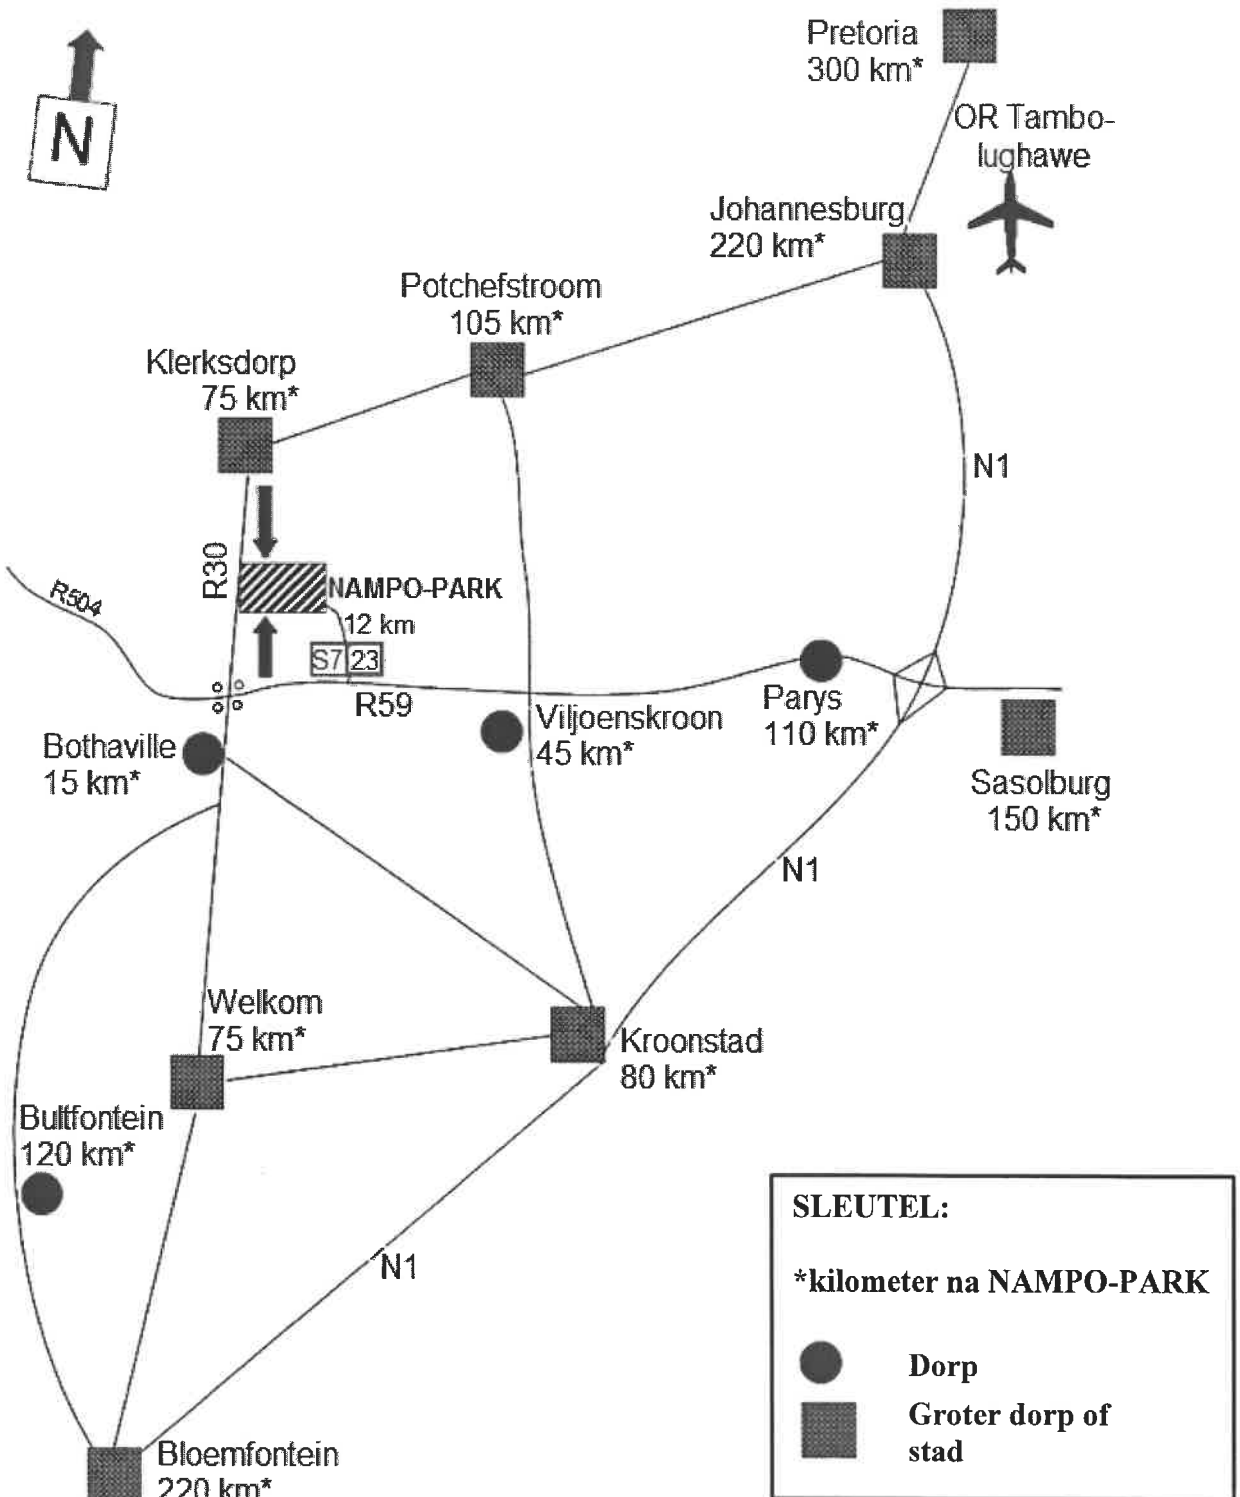 N
Pretoria
300 km*
OR Tambo-
lughawe
Johannesburg
220 km*
Potchefstroom
105 km*
Klerksdorp
75 km*
N1
R30
R504
NAMPO-PARK
12 km
S7 23
R59
Parys
110 km*
Viljoenskroon
45 km*
Bothaville
15 km*
Sasolburg
150 km*
N1
Welkom
75 km*
Kroonstad
80 km*
Bultfontein
120 km*
N1
Bloemfontein
220 km*
SLEUTEL:
*kilometer na NAMPO-PARK
Dorp
Groter dorp of
stad